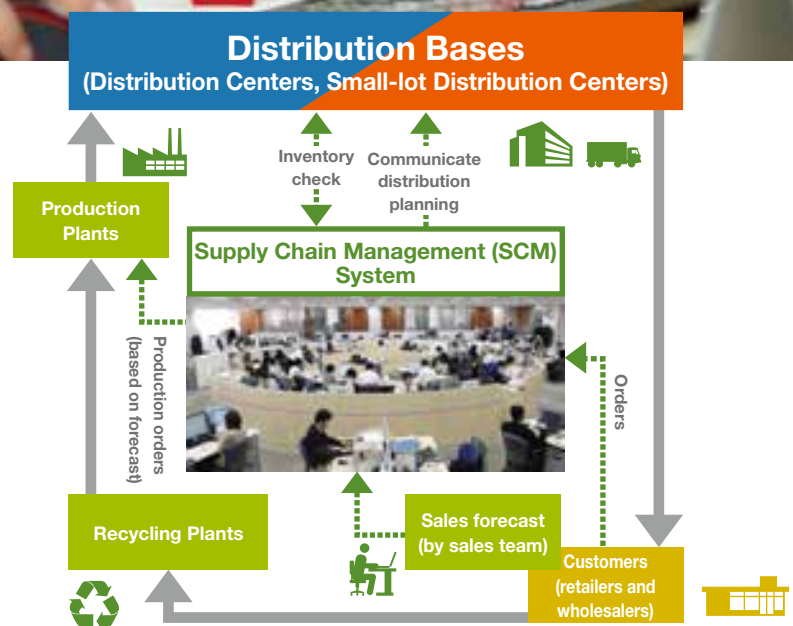 Distribution Bases
(Distribution Centers, Small-lot Distribution Centers)
Inventory
check
Communicate
distribution
planning
Production
Plants
Supply Chain Management (SCM)
System
Production orders
(based on forecast)
Orders
Recycling Plants
Sales forecast
(by sales team)
Customers
(retailers and
wholesalers)